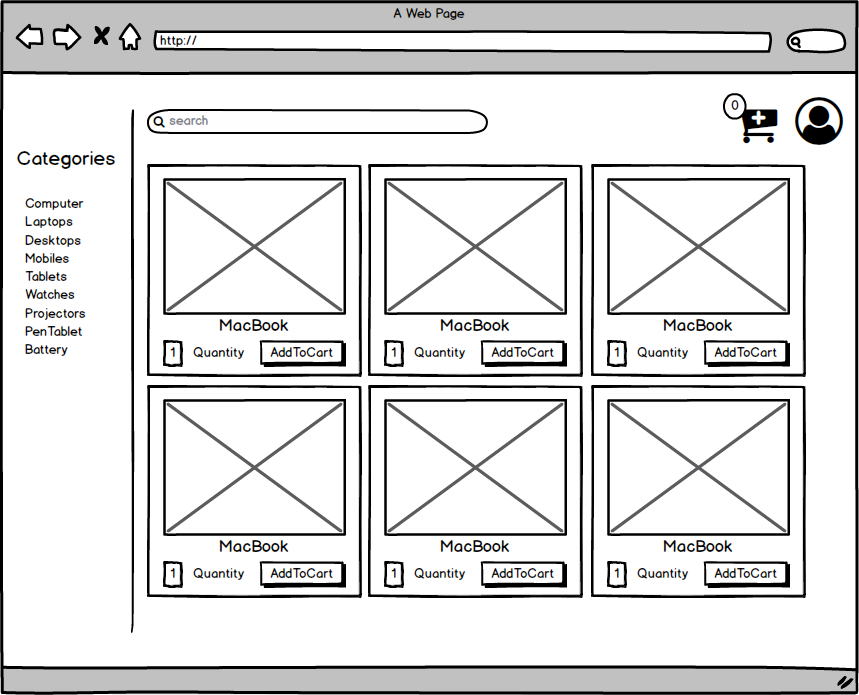 A Web Page
http://
0
search
Categories
Computer
Laptops
Desktops
Mobiles
Tablets
Watches
Projectors
PenTablet
Battery
MacBook MacBook MacBook
1 Quantity AddToCart 1 Quantity AddToCart 1 Quantity AddToCart
MacBook MacBook MacBook
1 Quantity AddToCart 1 Quantity AddToCart 1 Quantity AddToCart